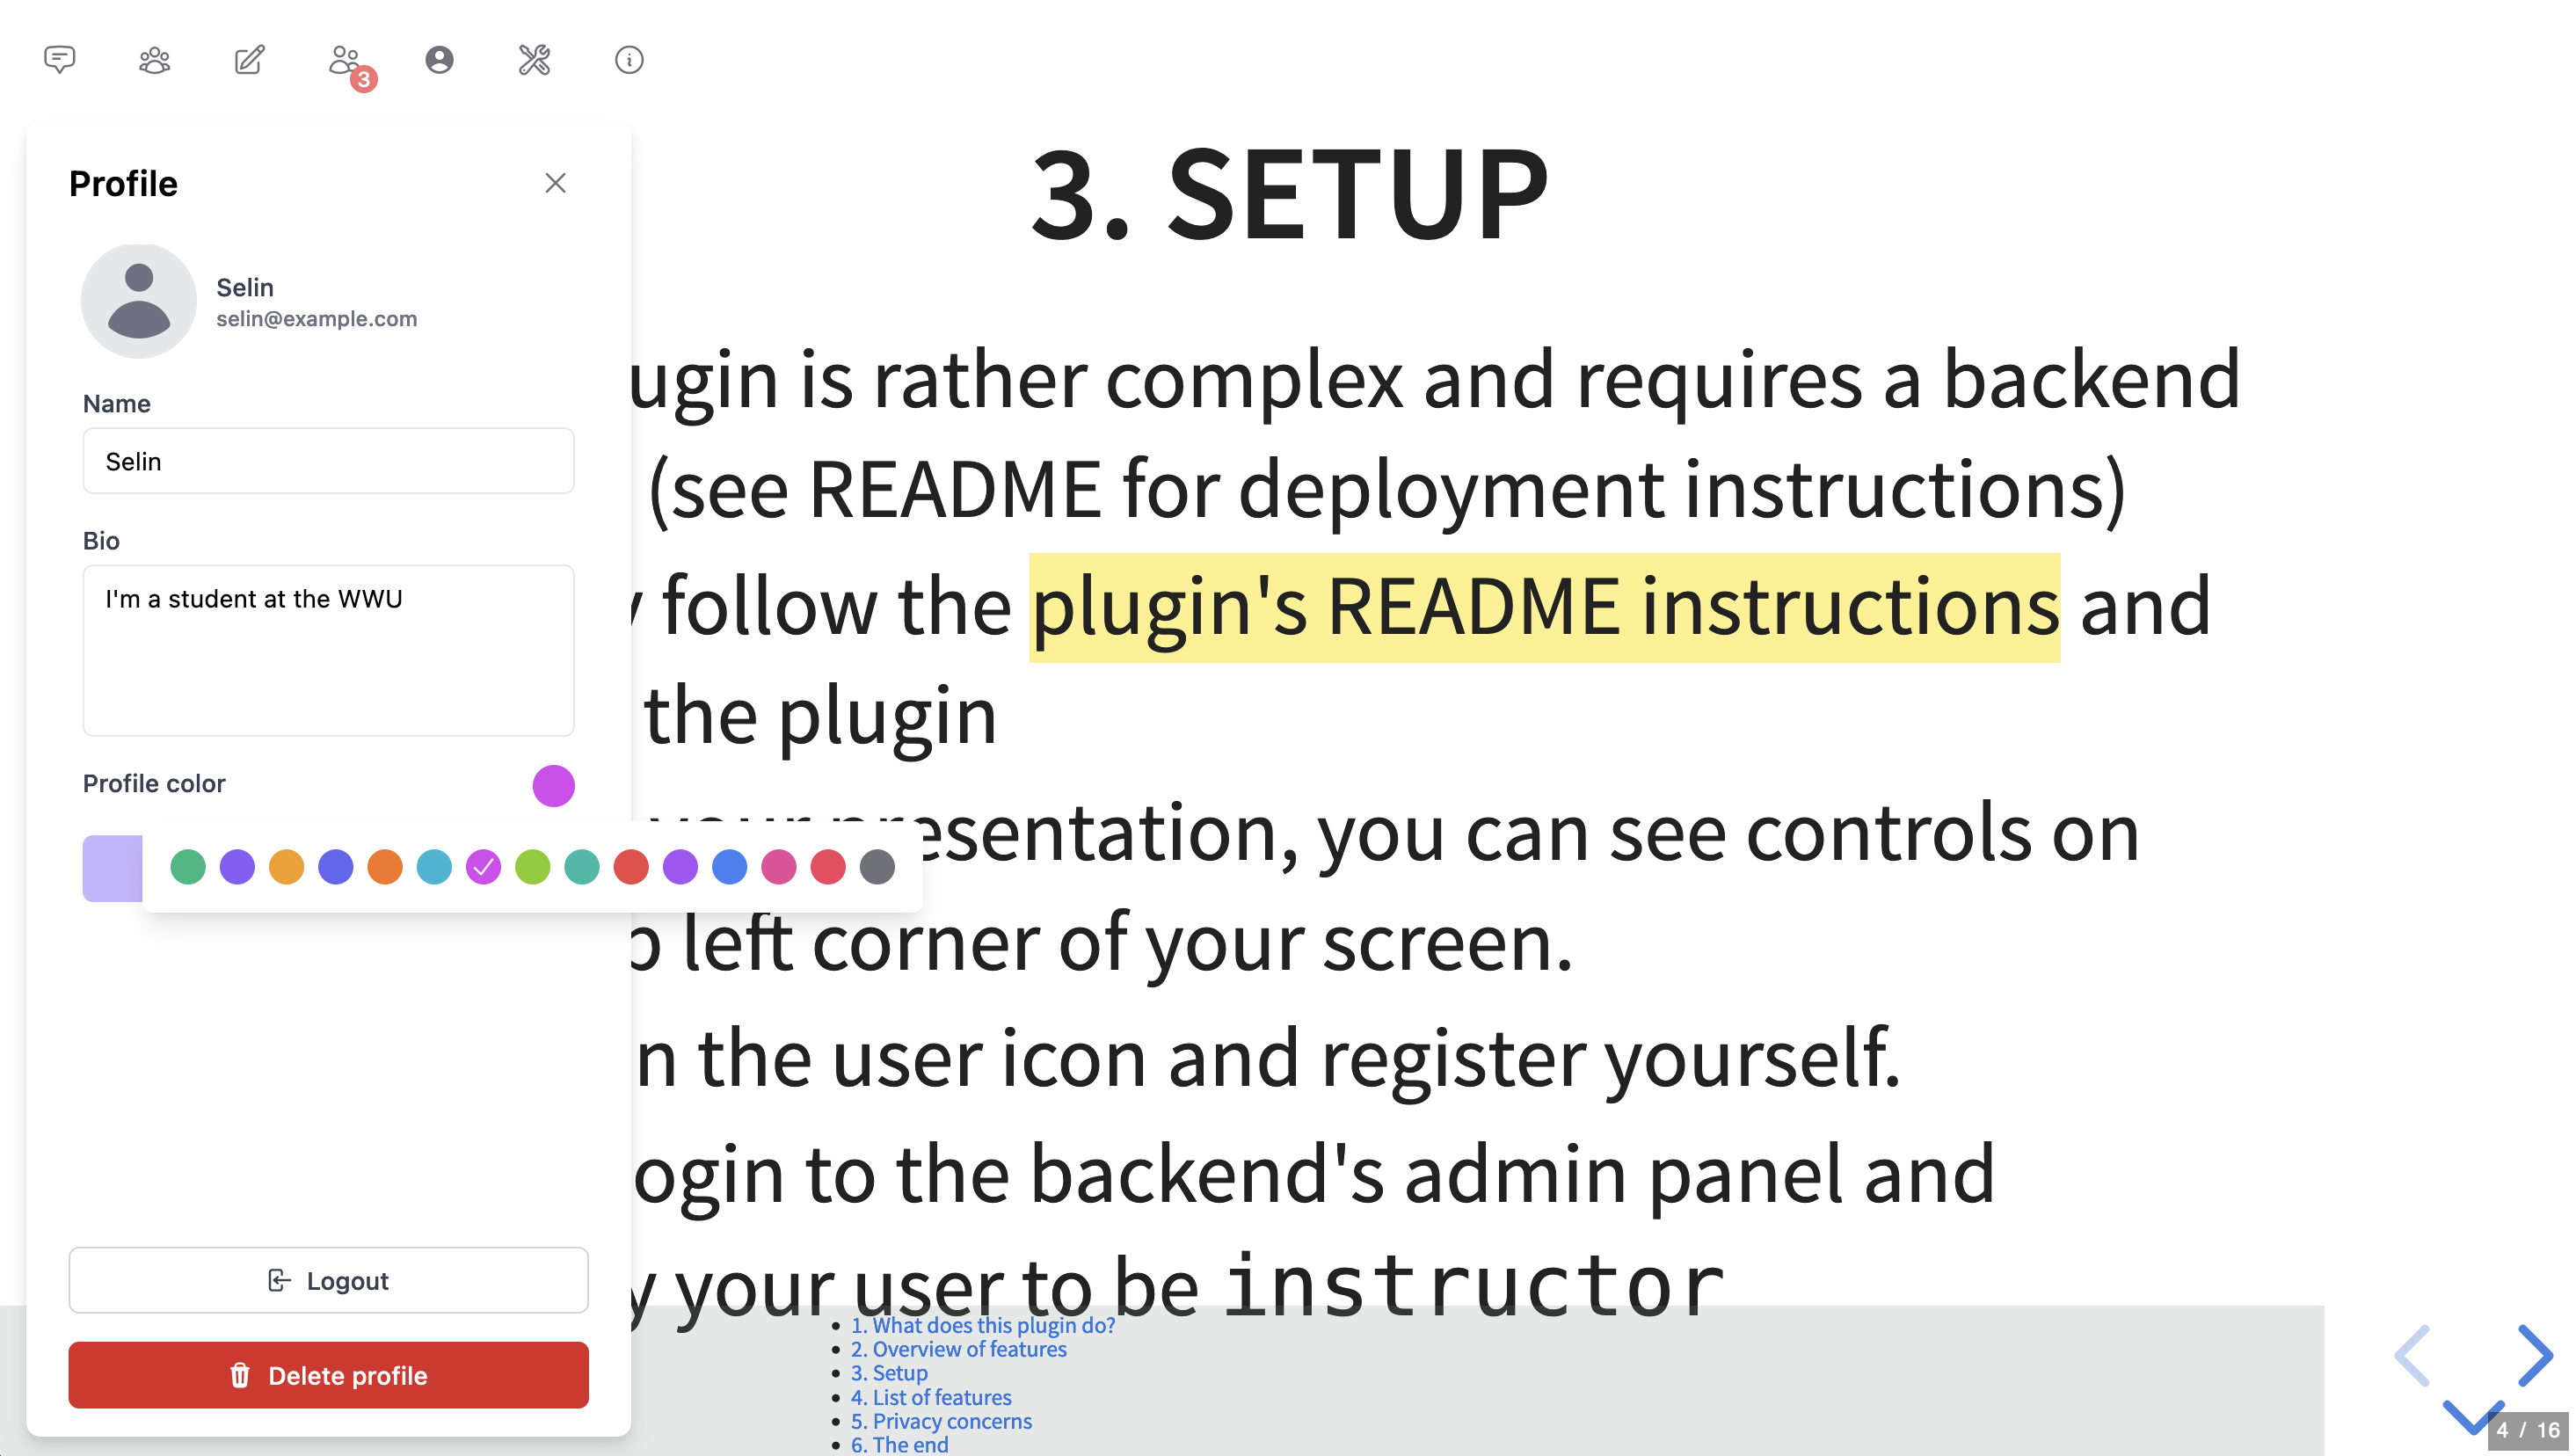 3
Profile
Selin
selin@example.com
Name
Selin
Bio
I'm a student at the WWU
Profile color
Logout
Delete profile
3. SETUP
is rather complex and requires a backend
(see README for deployment instructions)
follow the plugin's README instructions and
the plugin
your presentation, you can see controls on
left corner of your screen.
the user icon and register yourself.
to the backend's admin panel and
your user to be instructor
1. What does this plugin do?
2. Overview of features
3. Setup
4. List of features
5. Privacy concerns
6. The end
4 / 16